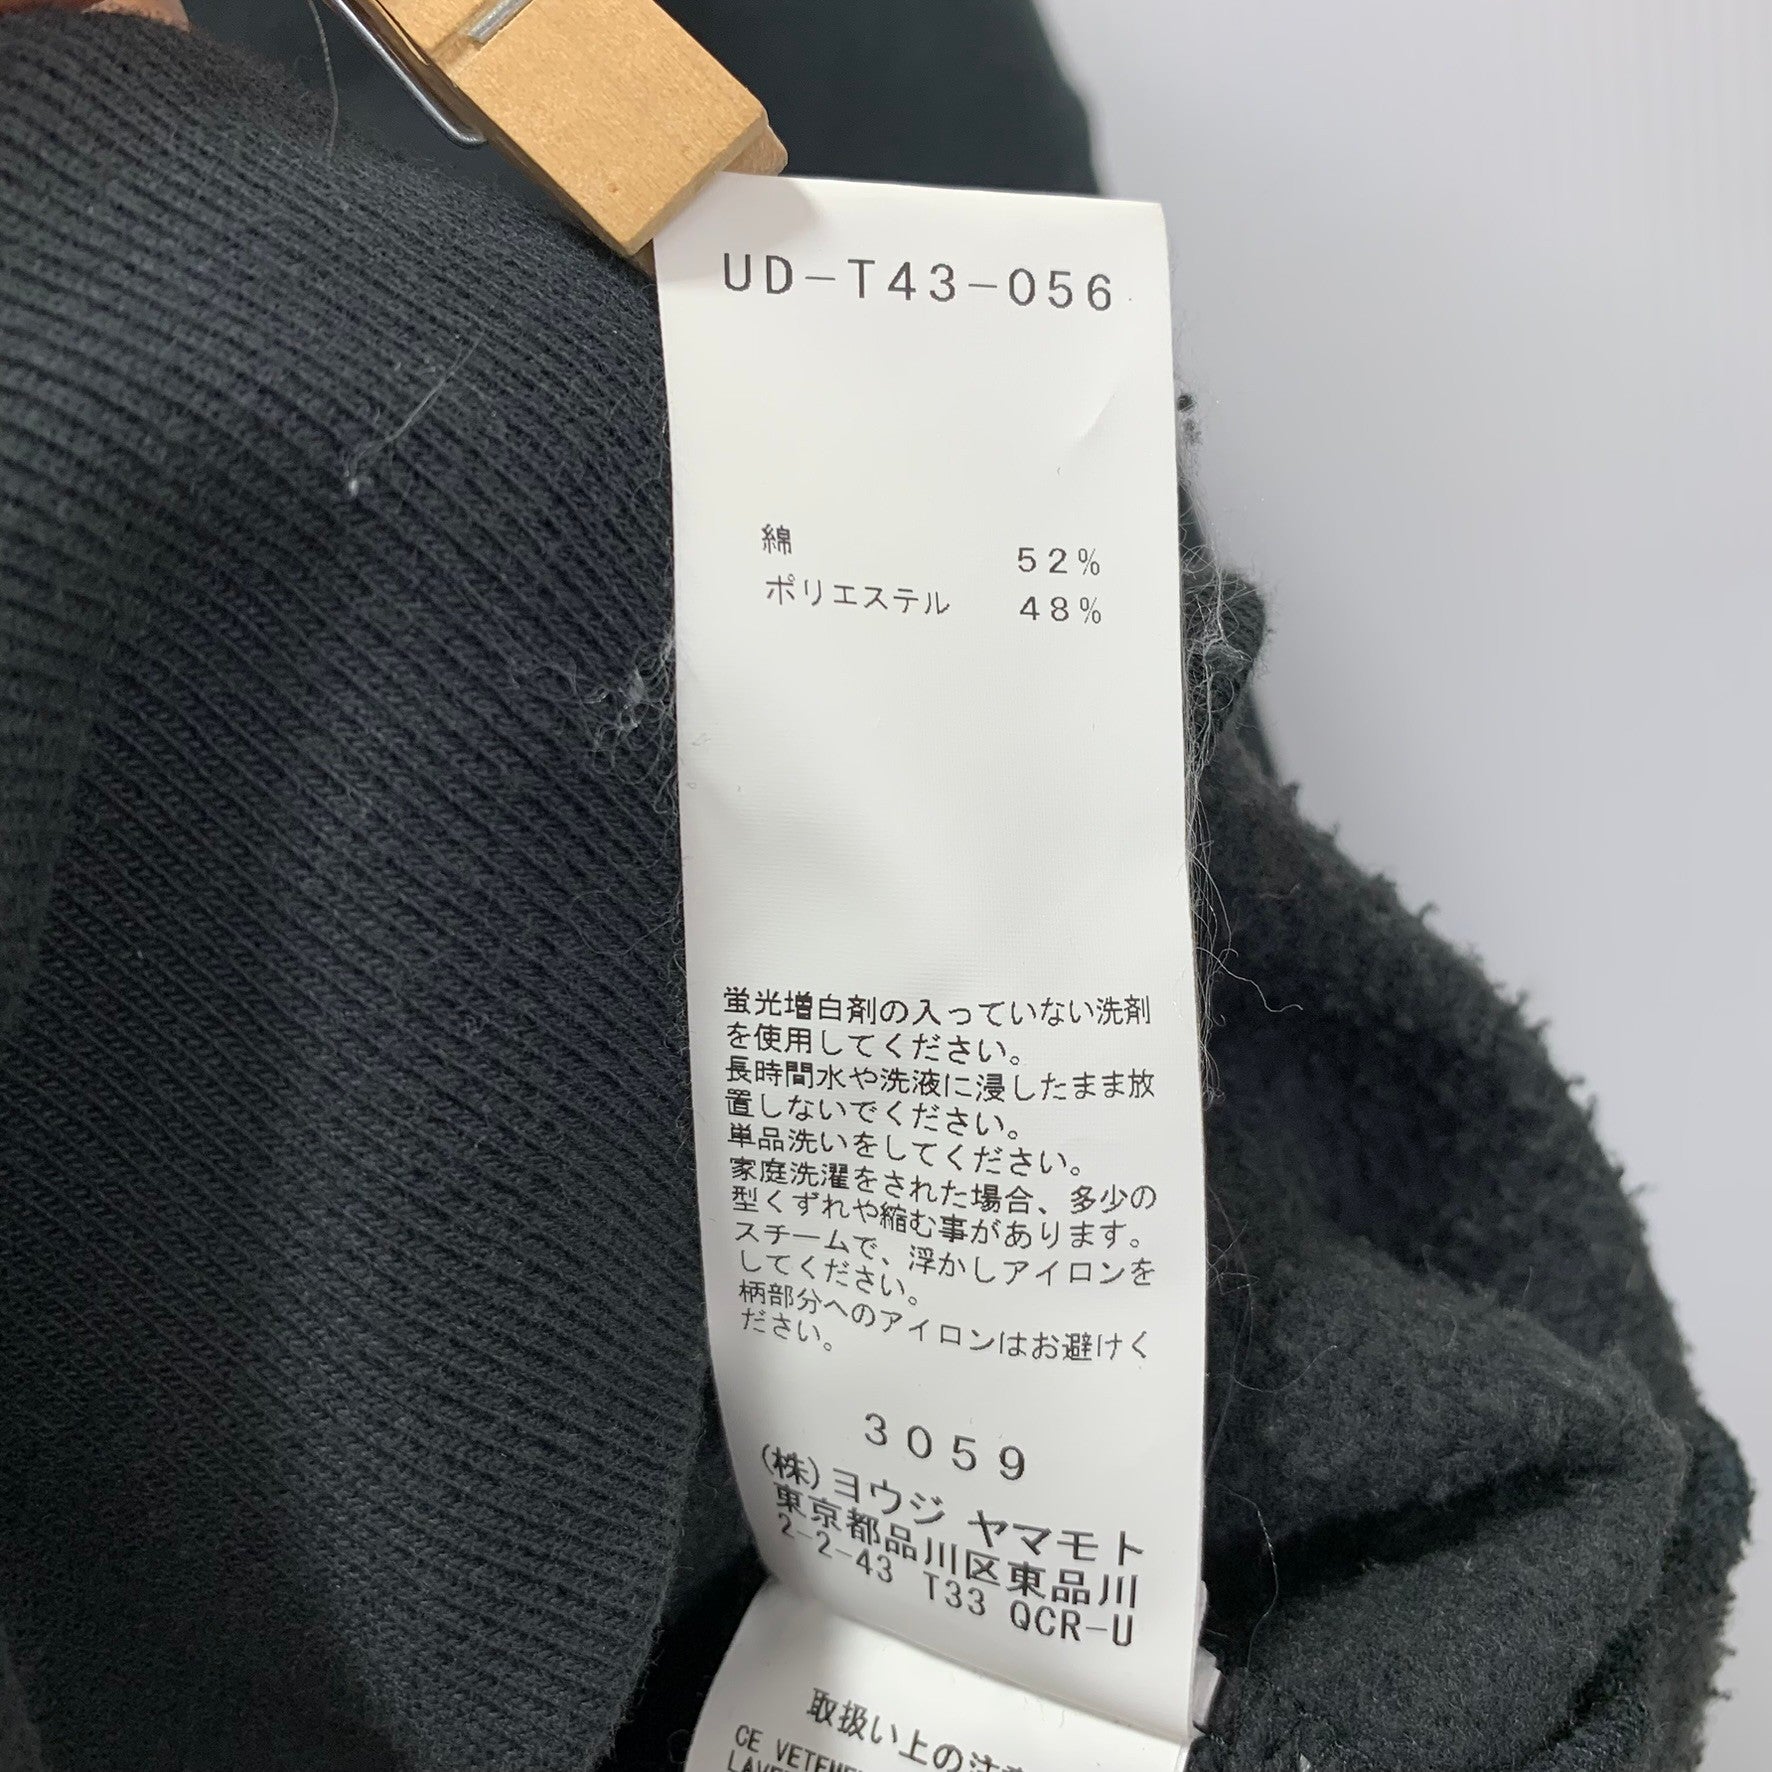 UD-T43-056
綿 52%
ポリエステル 48%
蛍光増白剤の入っていない洗剤
を使用してください。
長時間水や洗液に浸したまま放
置しないでください。
単品洗いをしてください。
家庭洗濯をされた場合、多少の
型くずれや縮む事があります。
スチームで、浮かしアイロンを
してください。
柄部分へのアイロンはお避けく
ださい。
3059
(株)ヨウジ ヤマモト
東京都品川区東品川
2-2-43 T33 QCR-U
取扱い上の注
CE